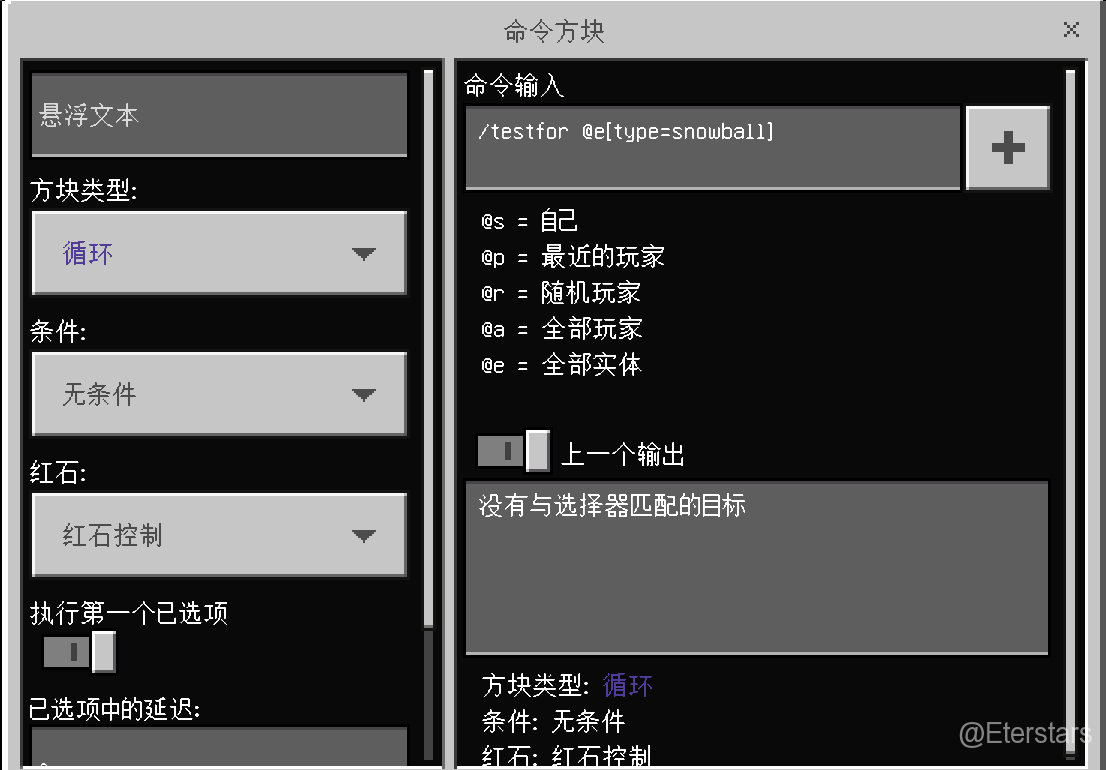 命令方块
悬浮文本
方块类型:
循环
条件:
无条件
红石:
红石控制
执行第一个已选项
已选项中的延迟:
命令输入
/testfor @e[type=snowball]
@s = 自己
@p = 最近的玩家
@r = 随机玩家
@a = 全部玩家
@e = 全部实体
上一个输出
没有与选择器匹配的目标
方块类型: 循环
条件: 无条件
红石: 红石控制
@Eterstars